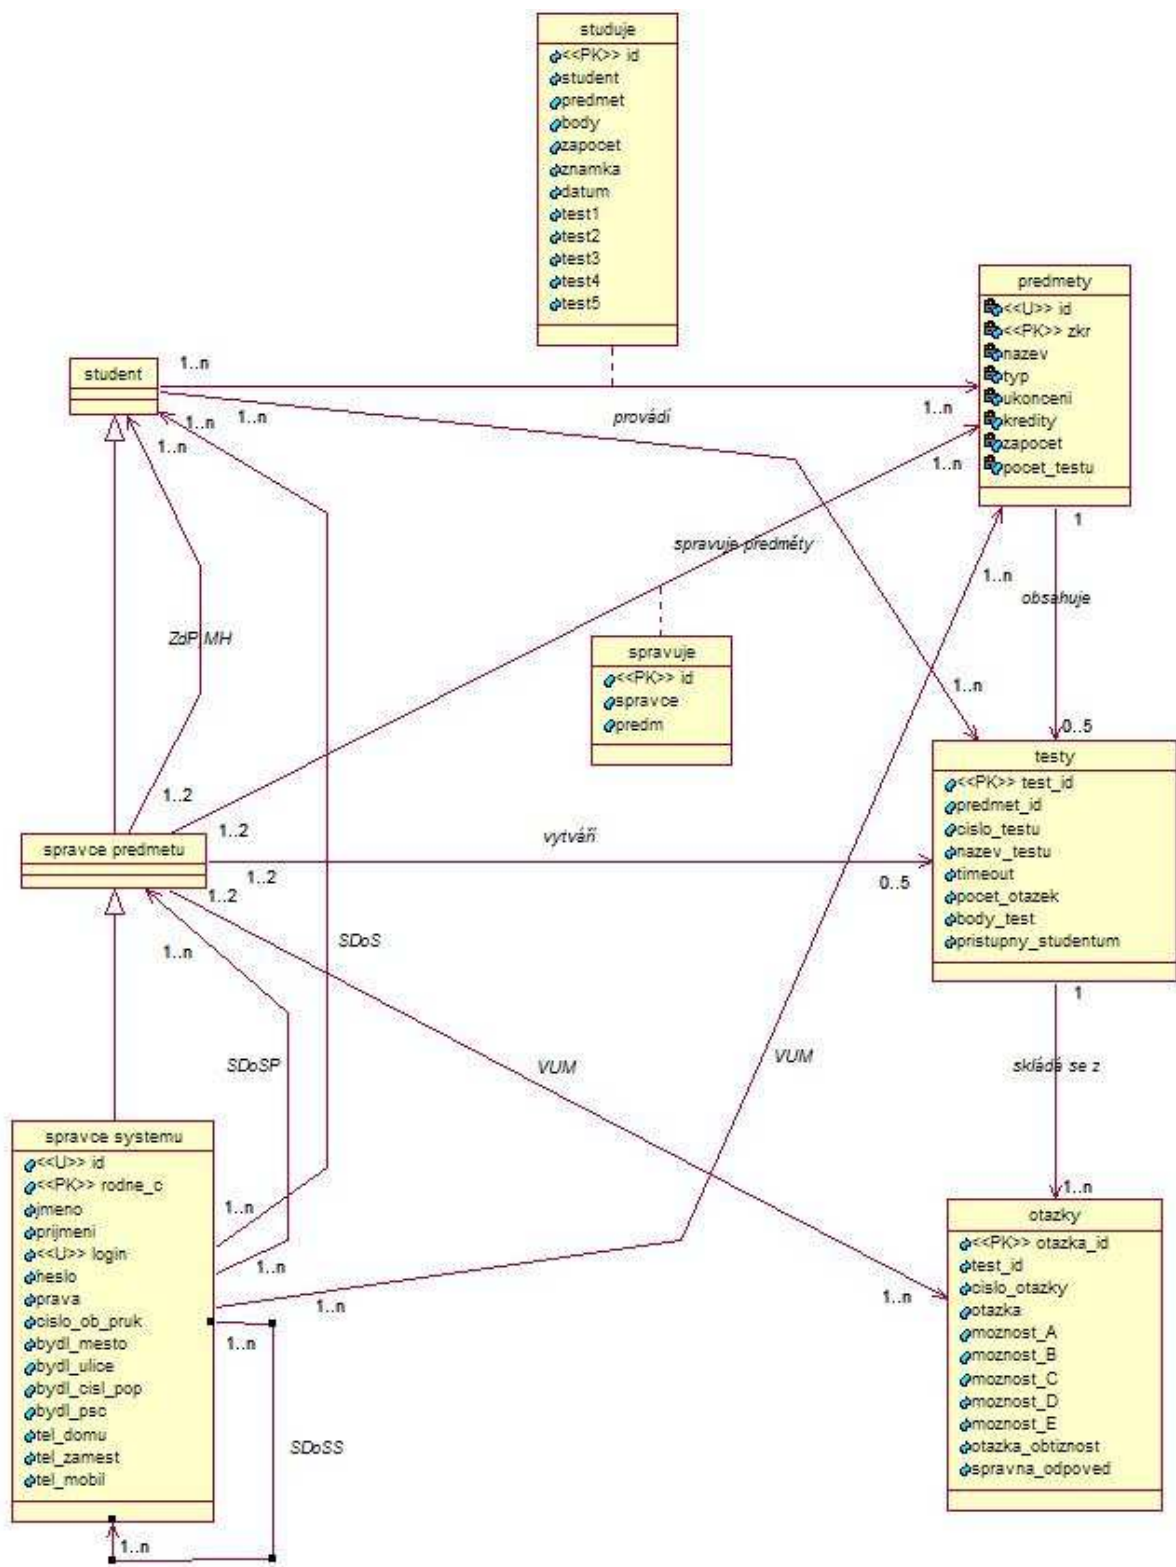 studuje
<<PK>> id
student
predmet
body
zapocet
znamka
datum
test1
test2
test3
test4
test5
predmety
<<U>> id
<<PK>> zkr
nazev
typ
ukonceni
kredity
zapocet
pocet_testu
student
1..n
1..n
1..n
1..n
1..n
provádí
1..n
1..n
spravuje předměty
1
1..n
obsahuje
ZdP,MH
spravuje
<<PK>> id
spravce
predm
1..n
0..5
testy
<<PK>> test_id
predmet_id
cislo_testu
nazev_testu
timeout
pocet_otazek
body_test
pristupny_studentum
1..2
1..2
vytváří
spravce predmetu
1..2
0..5
1..2
1..n
SDoS
1
SDoSP
VUM
VUM
skládá se z
spravce systemu
<<U>> id
<<PK>> rodne_c
jmeno
prijmeni
<<U>> login
heslo
prava
cislo_ob_pruk
bydl_mesto
bydl_ulice
bydl_cisl_pop
bydl_psc
tel_domu
tel_zamest
tel_mobil
1..n
1..n
1..n
1..n
SDoSS
1..n
1..n
1..n
otazky
<<PK>> otazka_id
test_id
cislo_otazky
otazka
moznost_A
moznost_B
moznost_C
moznost_D
moznost_E
otazka_obtiznost
spravna_odpoved